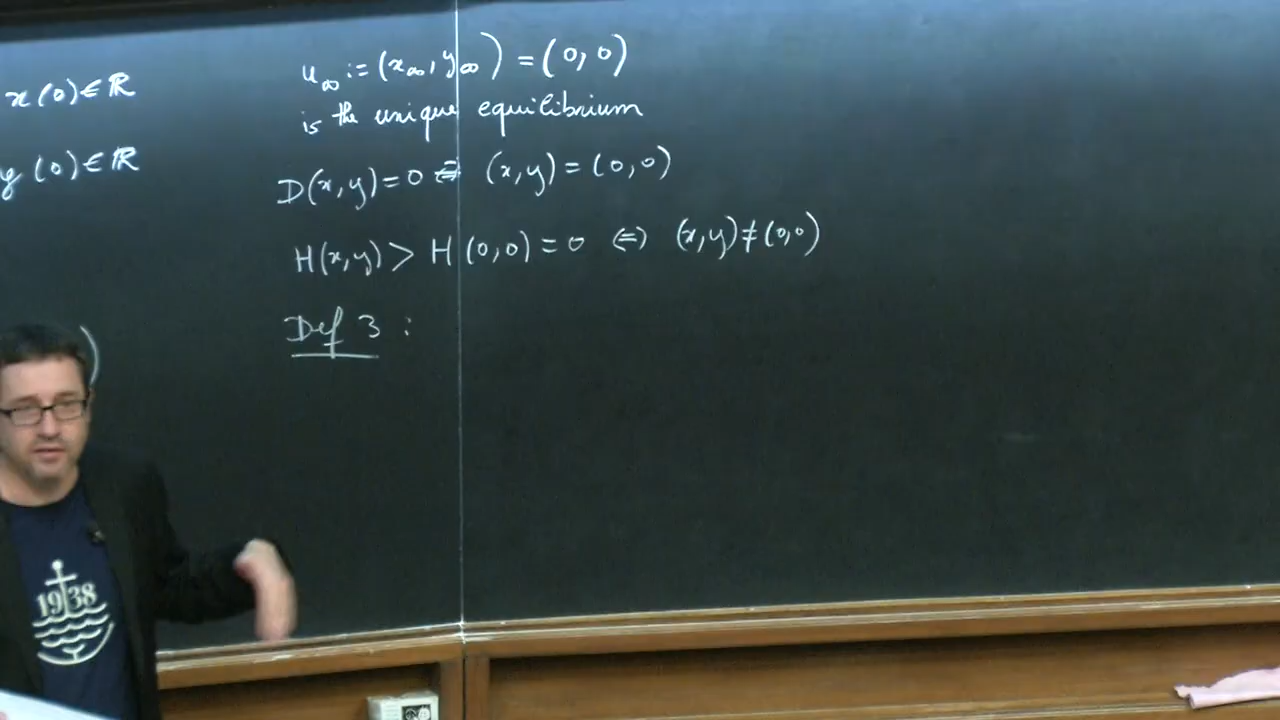 x(0)∈ℝ
y(0)∈ℝ
u∞ := (x∞, y∞) = (0,0)
is the unique equilibrium
D(x,y)=0 ⇔ (x,y)=(0,0)
H(x,y) > H(0,0) = 0 ⇔ (x,y)≠(0,0)
Def 3 :
)
1938